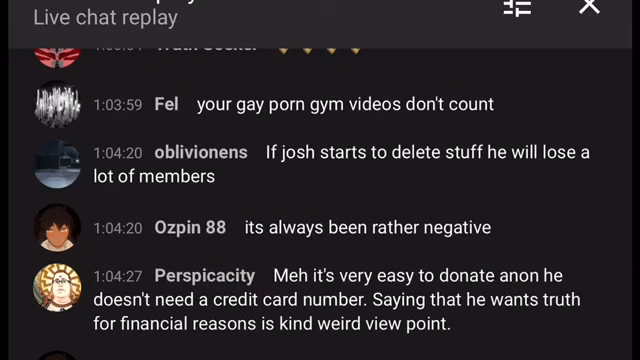 Live chat replay
1:03:59 Fel your gay porn gym videos don't count
1:04:20 oblivionens If josh starts to delete stuff he will lose a
lot of members
1:04:20 Ozpin 88 its always been rather negative
1:04:27 Perspicacity Meh it's very easy to donate anon he
doesn't need a credit card number. Saying that he wants truth
for financial reasons is kind weird view point.